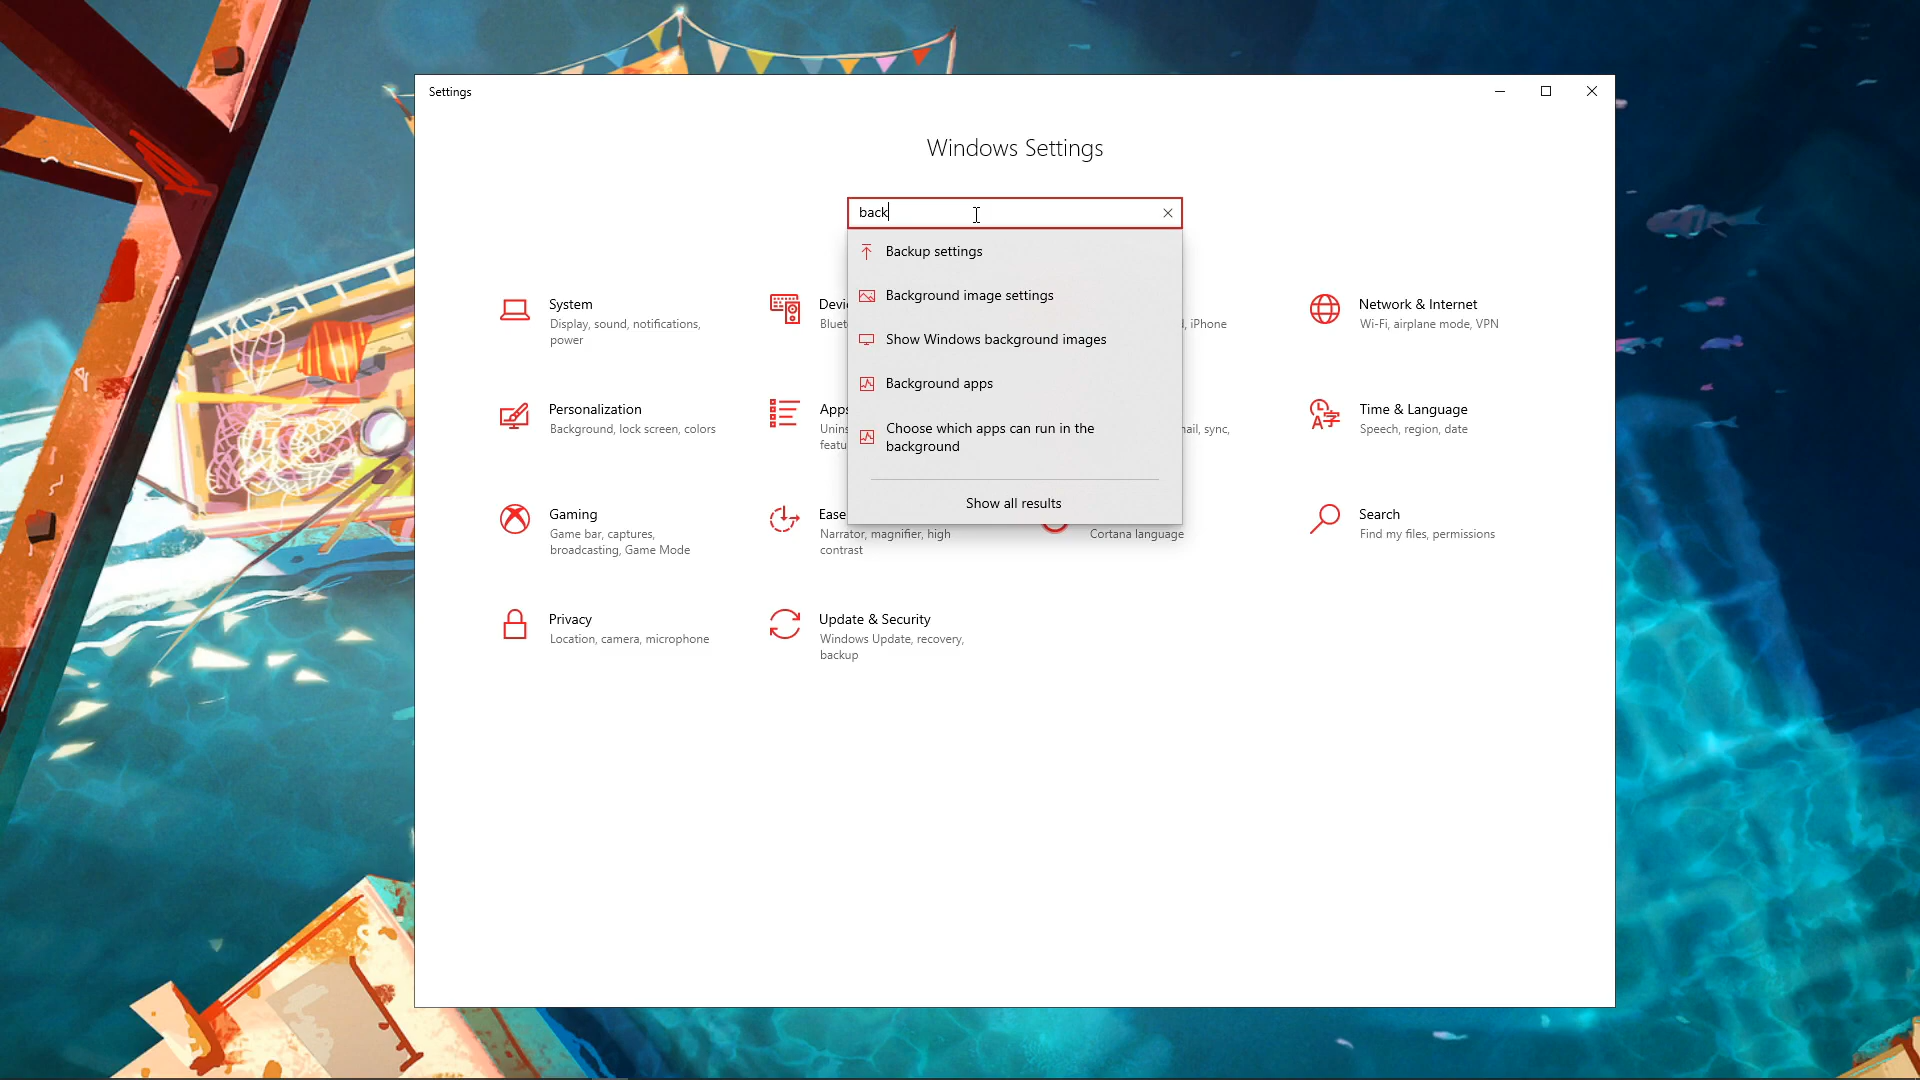 Settings
Windows Settings
back
Backup settings
Background image settings
Show Windows background images
Background apps
Choose which apps can run in the
background
Show all results
System
Display, sound, notifications,
power
, iPhone
Network & Internet
Wi-Fi, airplane mode, VPN
Personalization
Background, lock screen, colors
Apps
sync,
Time & Language
Speech, region, date
Gaming
Game bar, captures,
broadcasting, Game Mode
Ease
Narrator, magnifier, high
contrast
Cortana language
Search
Find my files, permissions
Privacy
Location, camera, microphone
Update & Security
Windows Update, recovery,
backup